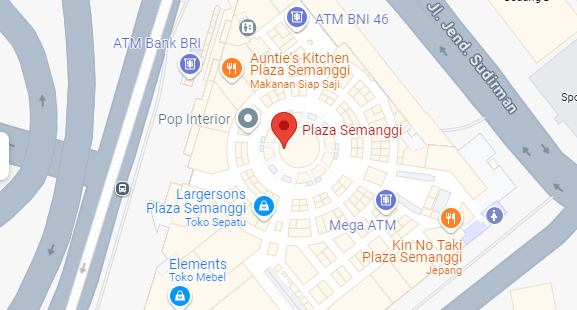 ATM BNI 46
Jl. Jend. Sudirman
ATM Bank BRI
Auntie's Kitchen
Plaza Semanggi
Makanan Siap Saji
Spo
Pop Interior
Plaza Semanggi
Largersons
Plaza Semanggi
Toko Sepatu
Mega ATM
Kin No Taki
Plaza Semanggi
Jepang
Elements
Toko Mebel